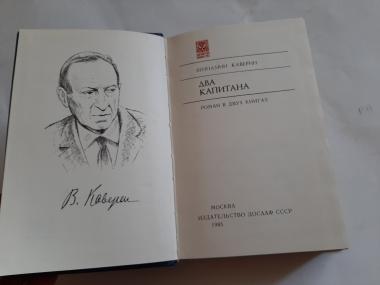 В. Каверин
ВЕНИАМИН КАВЕРИН
ДВА
КАПИТАНА
РОМАН В ДВУХ КНИГАХ
МОСКВА
ИЗДАТЕЛЬСТВО ДОСААФ СССР
1985